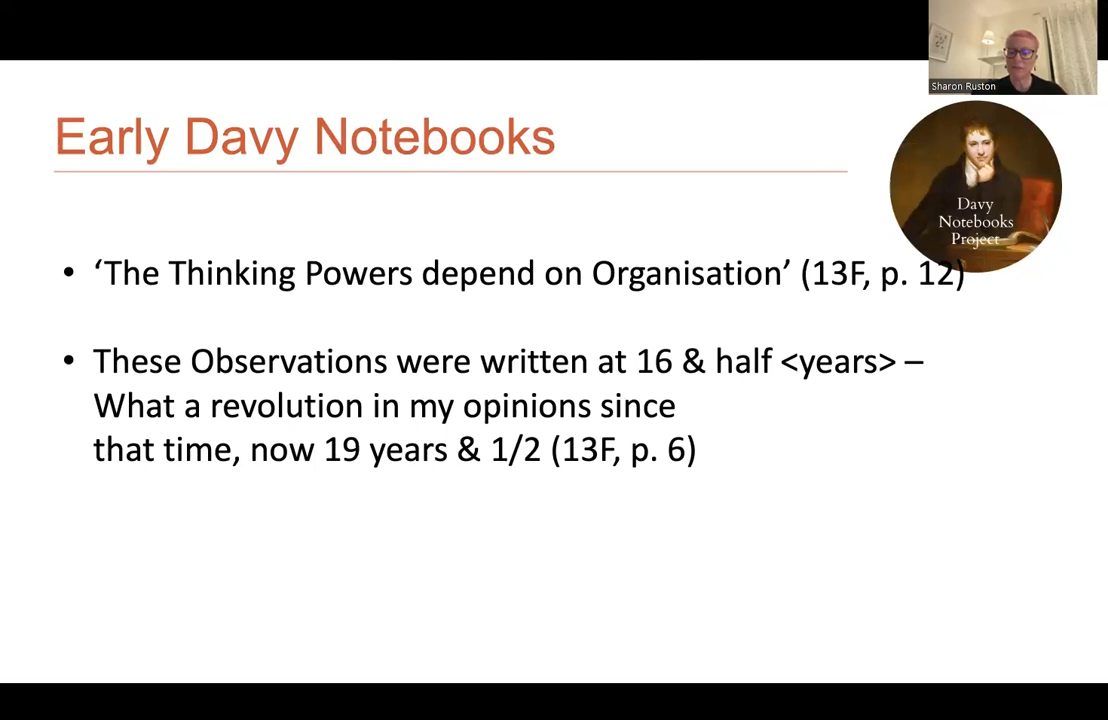 Sharon Ruston
Early Davy Notebooks
Davy
Notebooks
Project
• ‘The Thinking Powers depend on Organisation’ (13F, p. 12)
• These Observations were written at 16 & half <years> –
What a revolution in my opinions since
that time, now 19 years & 1/2 (13F, p. 6)